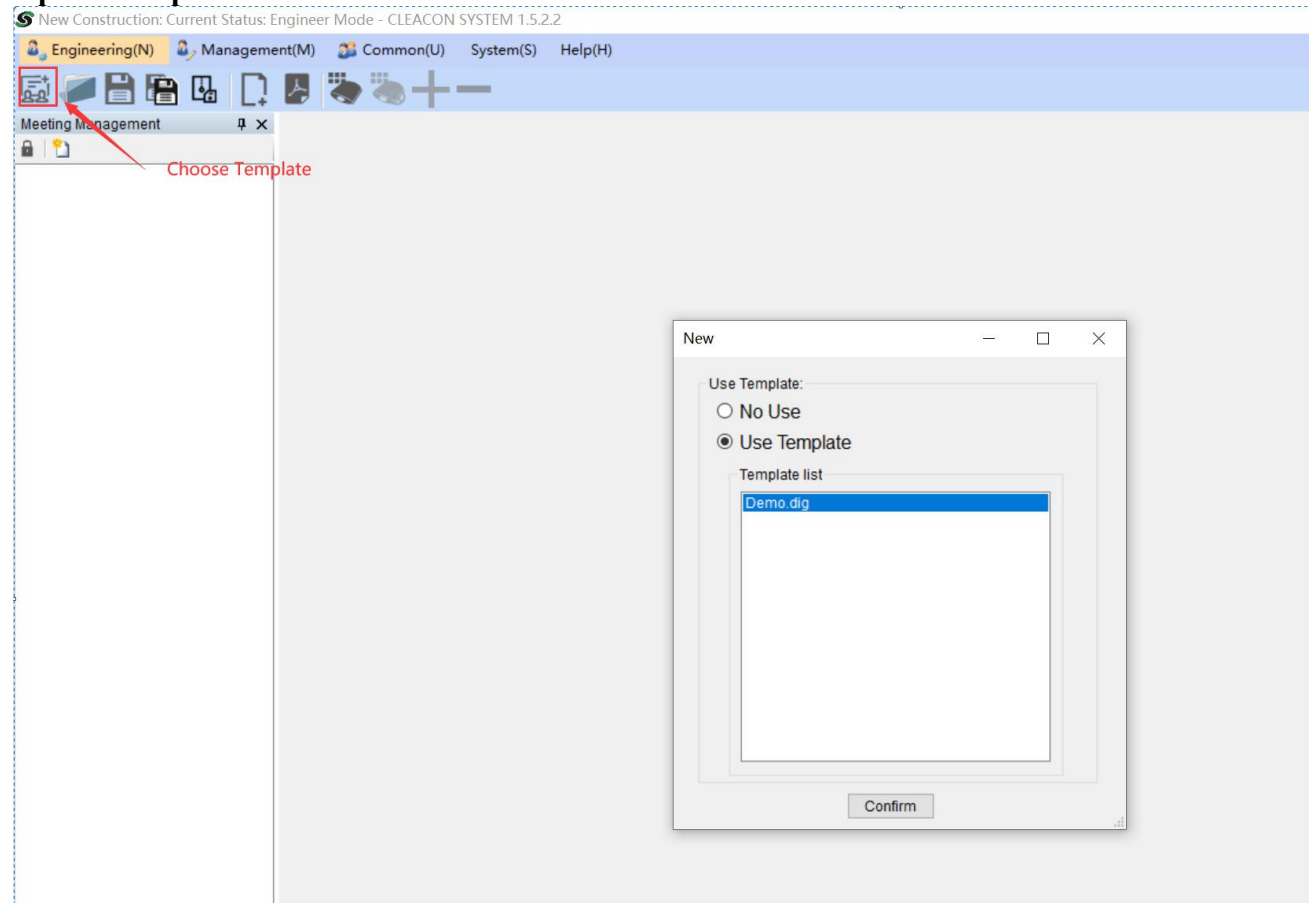 New Construction: Current Status: Engineer Mode - CLEACON SYSTEM 1.5.2.2
Engineering(N) Management(M) Common(U) System(S) Help(H)
Meeting Management
Choose Template
New
Use Template:
No Use
Use Template
Template list
Demo.dig
Confirm